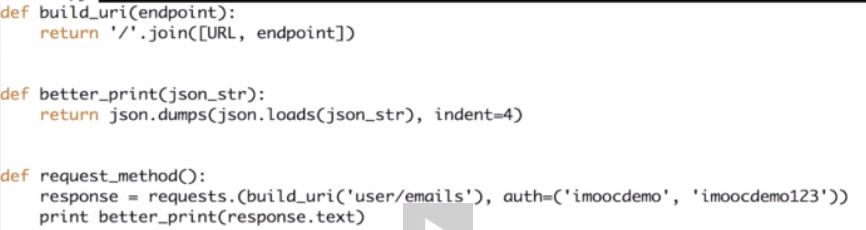 def build_uri(endpoint):
    return '/'.join([URL, endpoint])
def better_print(json_str):
    return json.dumps(json.loads(json_str), indent=4)
def request_method():
    response = requests.(build_uri('user/emails'), auth=('imoocdemo', 'imoocdemo123'))
    print better_print(response.text)